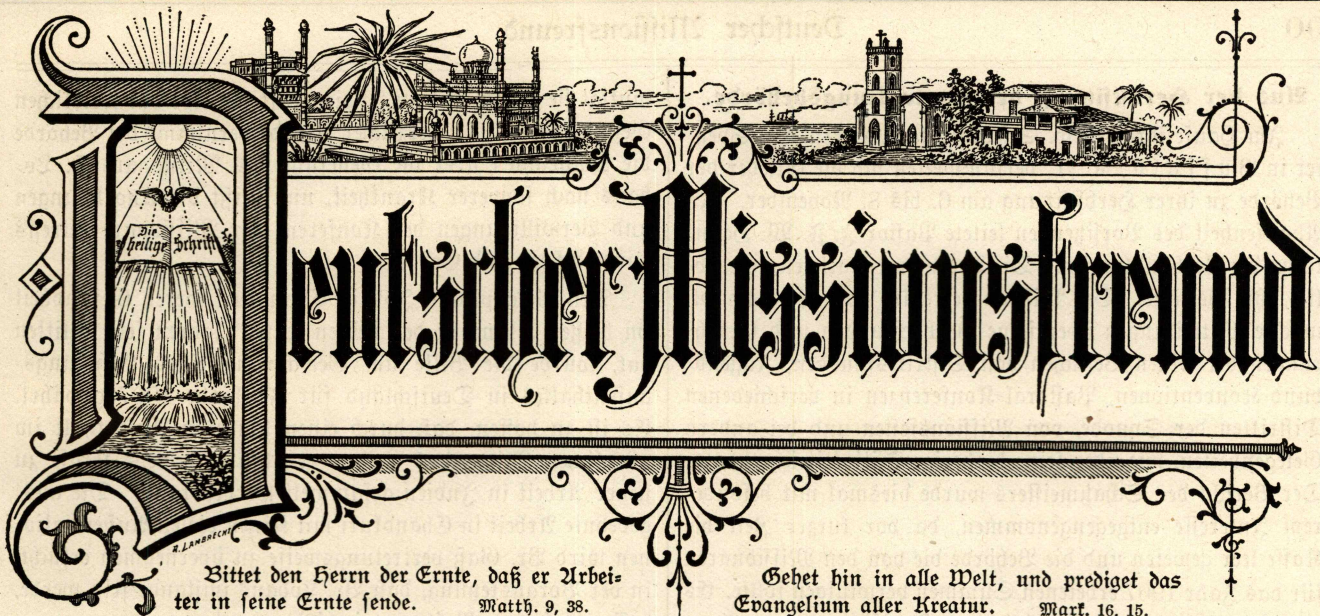 Die
heilige Schrift
Deutscher Missionsfreund
A. LAMBRECHT
Bittet den Herrn der Ernte, daß er Arbei-
ter in seine Ernte sende. Matth. 9, 38.
Gehet hin in alle Welt, und prediget das
Evangelium aller Kreatur. Mark. 16, 15.